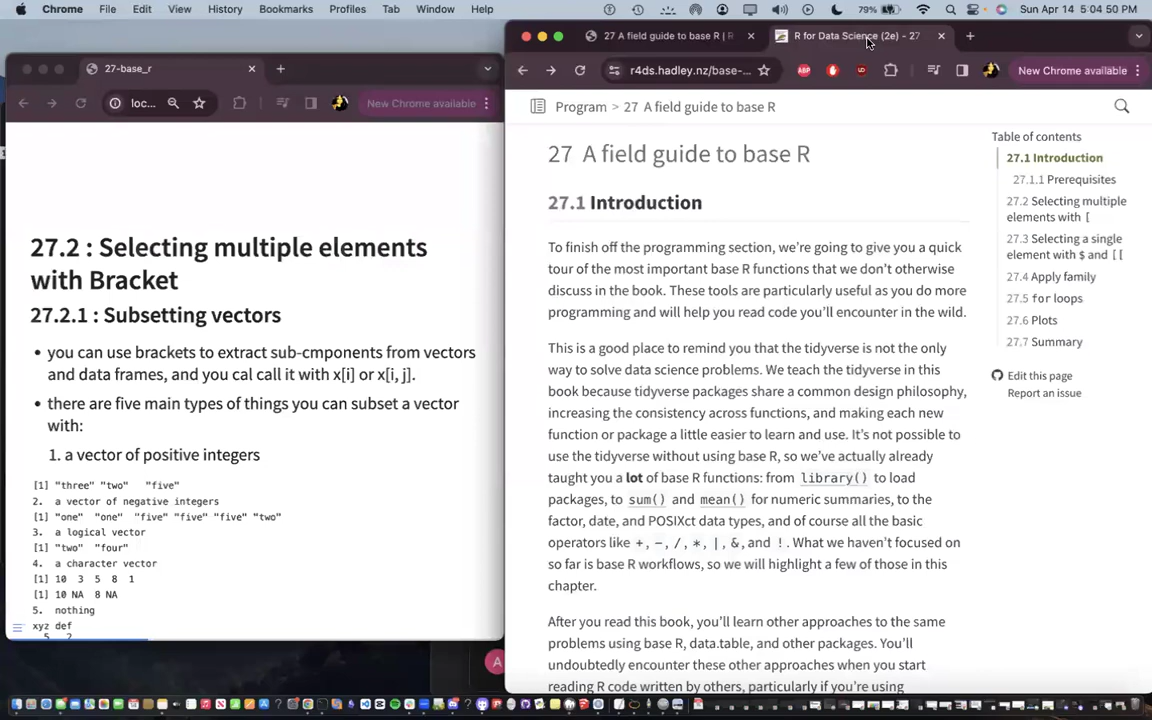 Chrome File Edit View History Bookmarks Profiles Tab Window Help 79% Sun Apr 14 5:04:50 PM
27-base_r
loc... New Chrome available
27.2 : Selecting multiple elements
with Bracket
27.2.1 : Subsetting vectors
• you can use brackets to extract sub-cmponents from vectors
and data frames, and you cal call it with x[i] or x[i, j].
• there are five main types of things you can subset a vector
with:
1. a vector of positive integers
[1] "three" "two"   "five"
2.  a vector of negative integers
[1] "one"  "one"  "five" "five" "five" "two"
3.  a logical vector
[1] "two"  "four"
4.  a character vector
[1] 10  3  5  8  1
[1] 10 NA  8 NA
5.  nothing
xyz def
5   2
27 A field guide to base R | R R for Data Science (2e) - 27
r4ds.hadley.nz/base-... New Chrome available
Program > 27 A field guide to base R
27 A field guide to base R
27.1 Introduction
To finish off the programming section, we're going to give you a quick
tour of the most important base R functions that we don't otherwise
discuss in the book. These tools are particularly useful as you do more
programming and will help you read code you'll encounter in the wild.
This is a good place to remind you that the tidyverse is not the only
way to solve data science problems. We teach the tidyverse in this
book because tidyverse packages share a common design philosophy,
increasing the consistency across functions, and making each new
function or package a little easier to learn and use. It's not possible to
use the tidyverse without using base R, so we've actually already
taught you a lot of base R functions: from library() to load
packages, to sum() and mean() for numeric summaries, to the
factor, date, and POSIXct data types, and of course all the basic
operators like +, -, /, *, |, &, and !. What we haven't focused on
so far is base R workflows, so we will highlight a few of those in this
chapter.
After you read this book, you'll learn other approaches to the same
problems using base R, data.table, and other packages. You'll
undoubtedly encounter these other approaches when you start
reading R code written by others, particularly if you're using
Table of contents
27.1 Introduction
27.1.1 Prerequisites
27.2 Selecting multiple
elements with [
27.3 Selecting a single
element with $ and [[
27.4 Apply family
27.5 for loops
27.6 Plots
27.7 Summary
Edit this page
Report an issue
A